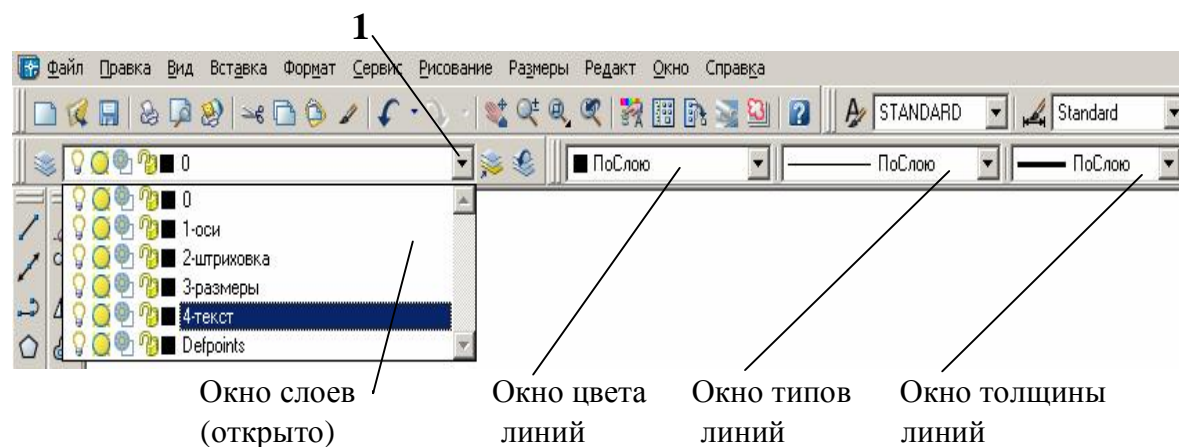 1
Файл Правка Вид Вставка Формат Сервис Рисование Размеры Редакт Окно Справка
STANDARD Standard
0 ПоСлою ПоСлою ПоСлою
0
1-оси
2-штриховка
3-размеры
4-текст
Defpoints
Окно слоев Окно цвета Окно типов Окно толщины
(открыто) линий линий линий